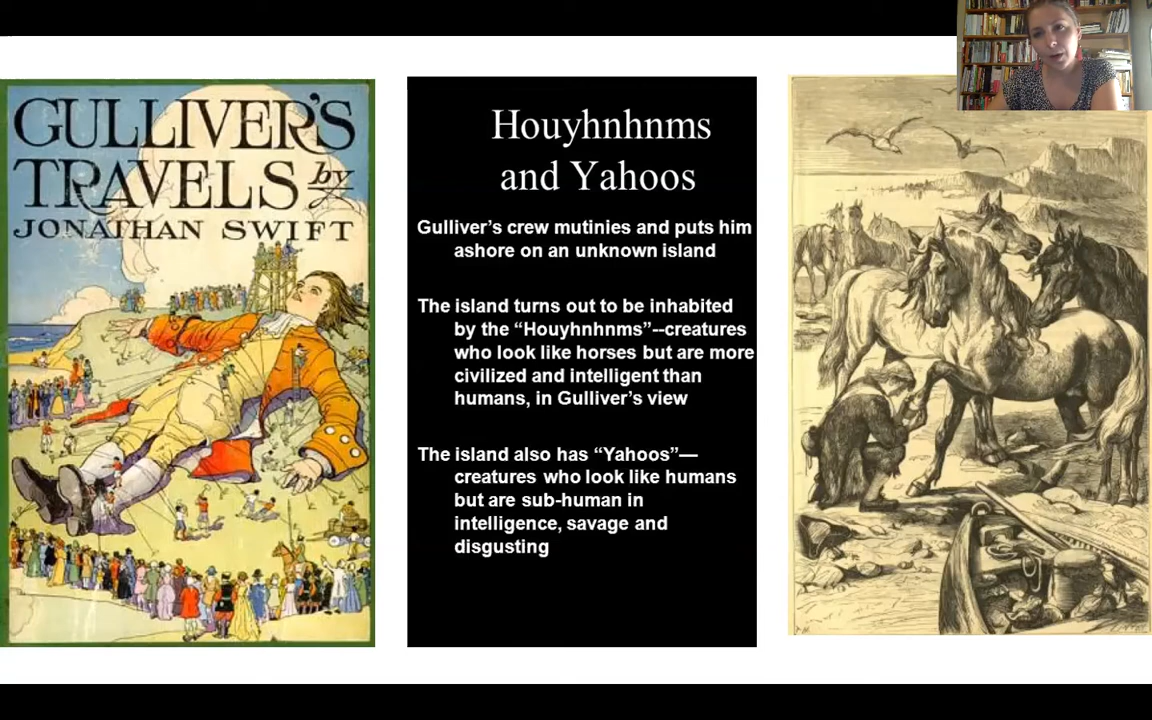 GULLIVER'S
TRAVELS by
JONATHAN SWIFT
Houyhnhnms
and Yahoos
Gulliver's crew mutinies and puts him
ashore on an unknown island
The island turns out to be inhabited
by the “Houyhnhnms”--creatures
who look like horses but are more
civilized and intelligent than
humans, in Gulliver's view
The island also has “Yahoos”—
creatures who look like humans
but are sub-human in
intelligence, savage and
disgusting